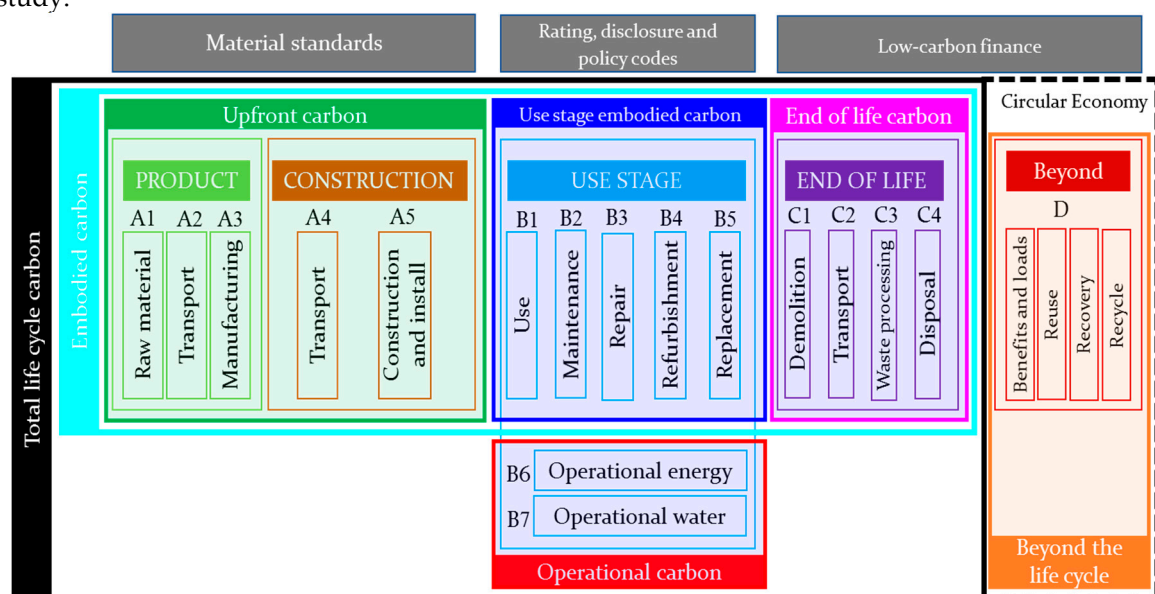 study.
Material standards
Rating, disclosure and
policy codes
Low-carbon finance
Total life cycle carbon
Embodied carbon
Upfront carbon
Use stage embodied carbon
End of life carbon
Circular Economy
PRODUCT
CONSTRUCTION
USE STAGE
END OF LIFE
Beyond
A1
A2
A3
A4
A5
B1
B2
B3
B4
B5
C1
C2
C3
C4
D
Raw material
Transport
Manufacturing
Transport
Construction
and install
Use
Maintenance
Repair
Refurbishment
Replacement
Demolition
Transport
Waste processing
Disposal
Benefits and loads
Reuse
Recovery
Recycle
B6
Operational energy
B7
Operational water
Operational carbon
Beyond the
life cycle